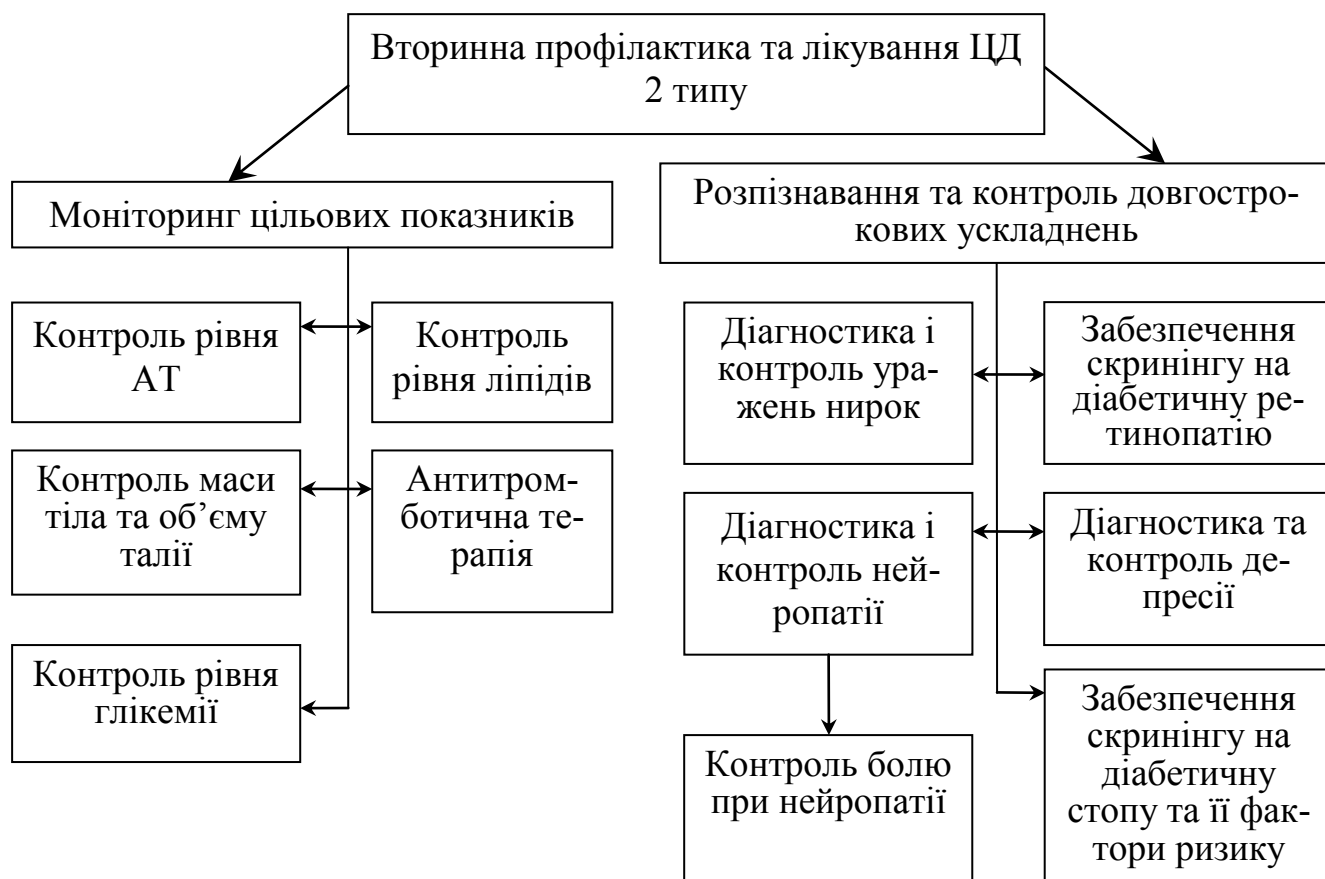 Вторинна профілактика та лікування ЦД
2 типу
Моніторинг цільових показників
Розпізнавання та контроль довгостро-
кових ускладнень
Контроль рівня
АТ
Контроль
рівня ліпідів
Діагностика і
контроль ура-
жень нирок
Забезпечення
скринінгу на
діабетичну ре-
тинопатію
Контроль маси
тіла та об’єму
талії
Антитром-
ботична те-
рапія
Діагностика і
контроль ней-
ропатії
Діагностика та
контроль де-
пресії
Контроль рівня
глікемії
Контроль болю
при нейропатії
Забезпечення
скринінгу на
діабетичну
стопу та її фак-
тори ризику